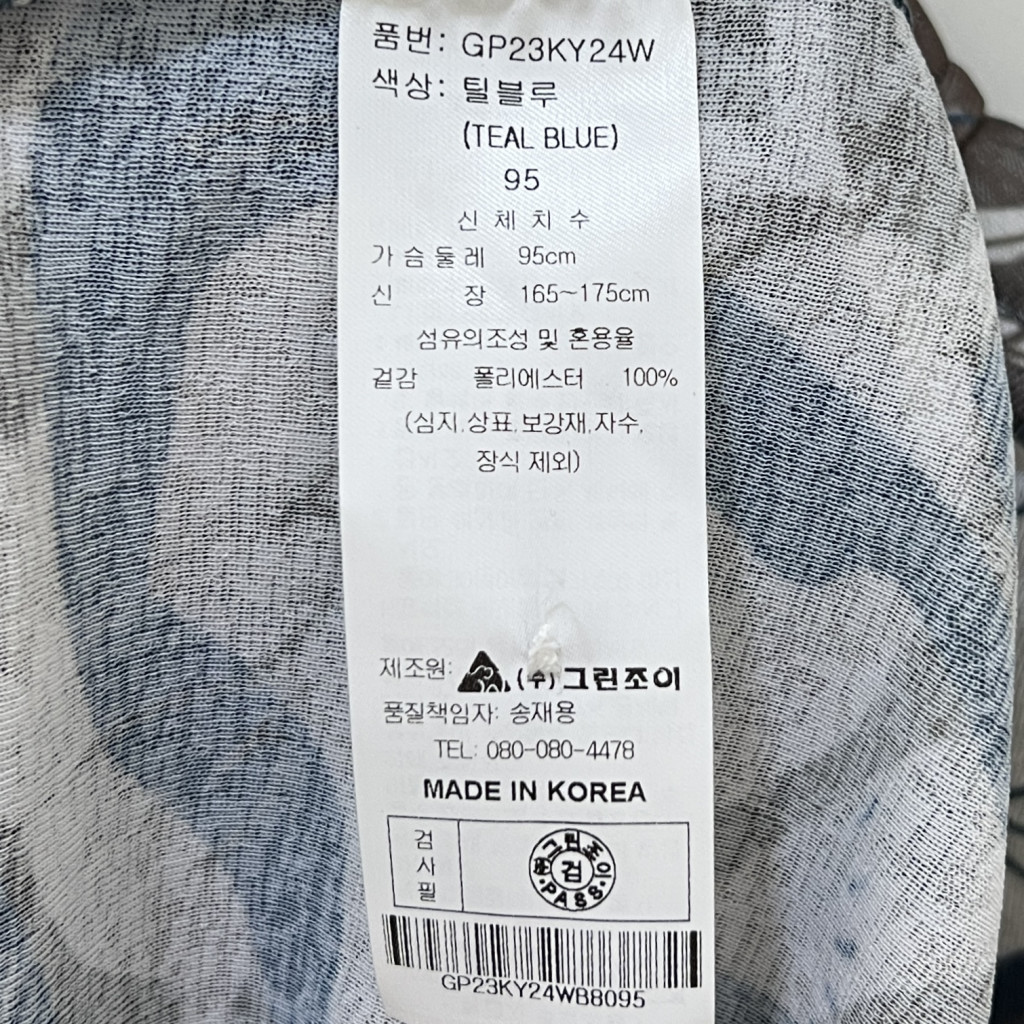 품번: GP23KY24W
색상: 틸블루
(TEAL BLUE)
95
신 체 치 수
가 슴 둘 레 95cm
신 장 165~175cm
섬유의조성 및 혼용율
겉감 폴리에스터 100%
(심지,상표,보강재,자수,
장식 제외)
제조원: (주)그린조이
품질책임자: 송재용
TEL: 080-080-4478
MADE IN KOREA
검
사
필
그린조이
검
PASS
GP23KY24WB8095